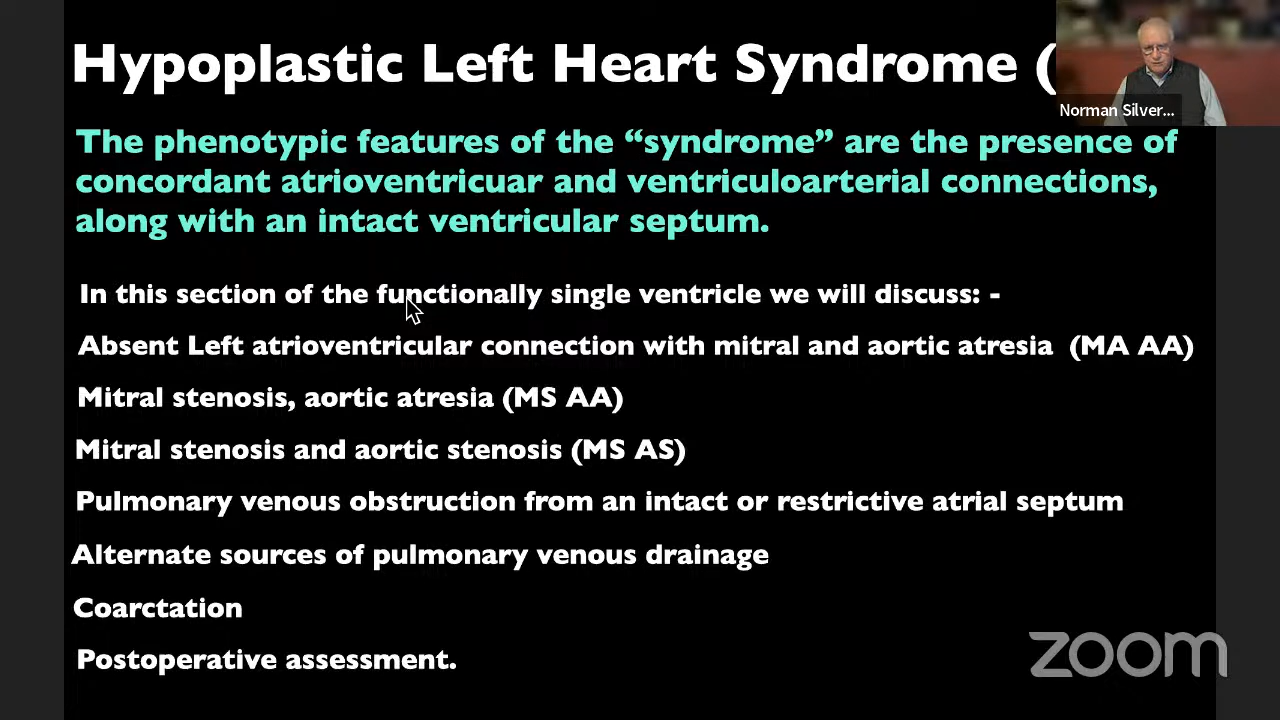 Hypoplastic Left Heart Syndrome (
Norman Silver...
The phenotypic features of the “syndrome” are the presence of
concordant atrioventricuar and ventriculoarterial connections,
along with an intact ventricular septum.
In this section of the functionally single ventricle we will discuss: -
Absent Left atrioventricular connection with mitral and aortic atresia (MA AA)
Mitral stenosis, aortic atresia (MS AA)
Mitral stenosis and aortic stenosis (MS AS)
Pulmonary venous obstruction from an intact or restrictive atrial septum
Alternate sources of pulmonary venous drainage
Coarctation
Postoperative assessment.
zoom